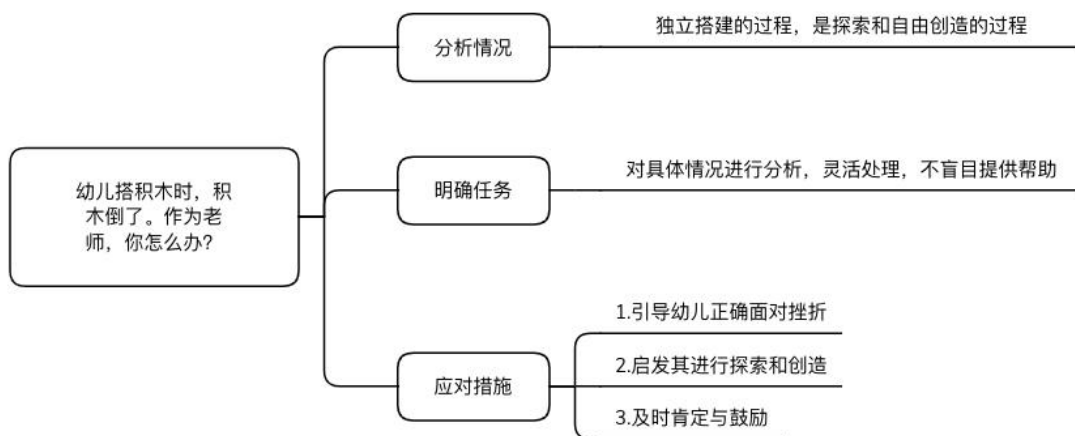 幼儿搭积木时，积
木倒了。作为老
师，你怎么办？
分析情况
独立搭建的过程，是探索和自由创造的过程
明确任务
对具体情况进行分析，灵活处理，不盲目提供帮助
应对措施
1.引导幼儿正确面对挫折
2.启发其进行探索和创造
3.及时肯定与鼓励